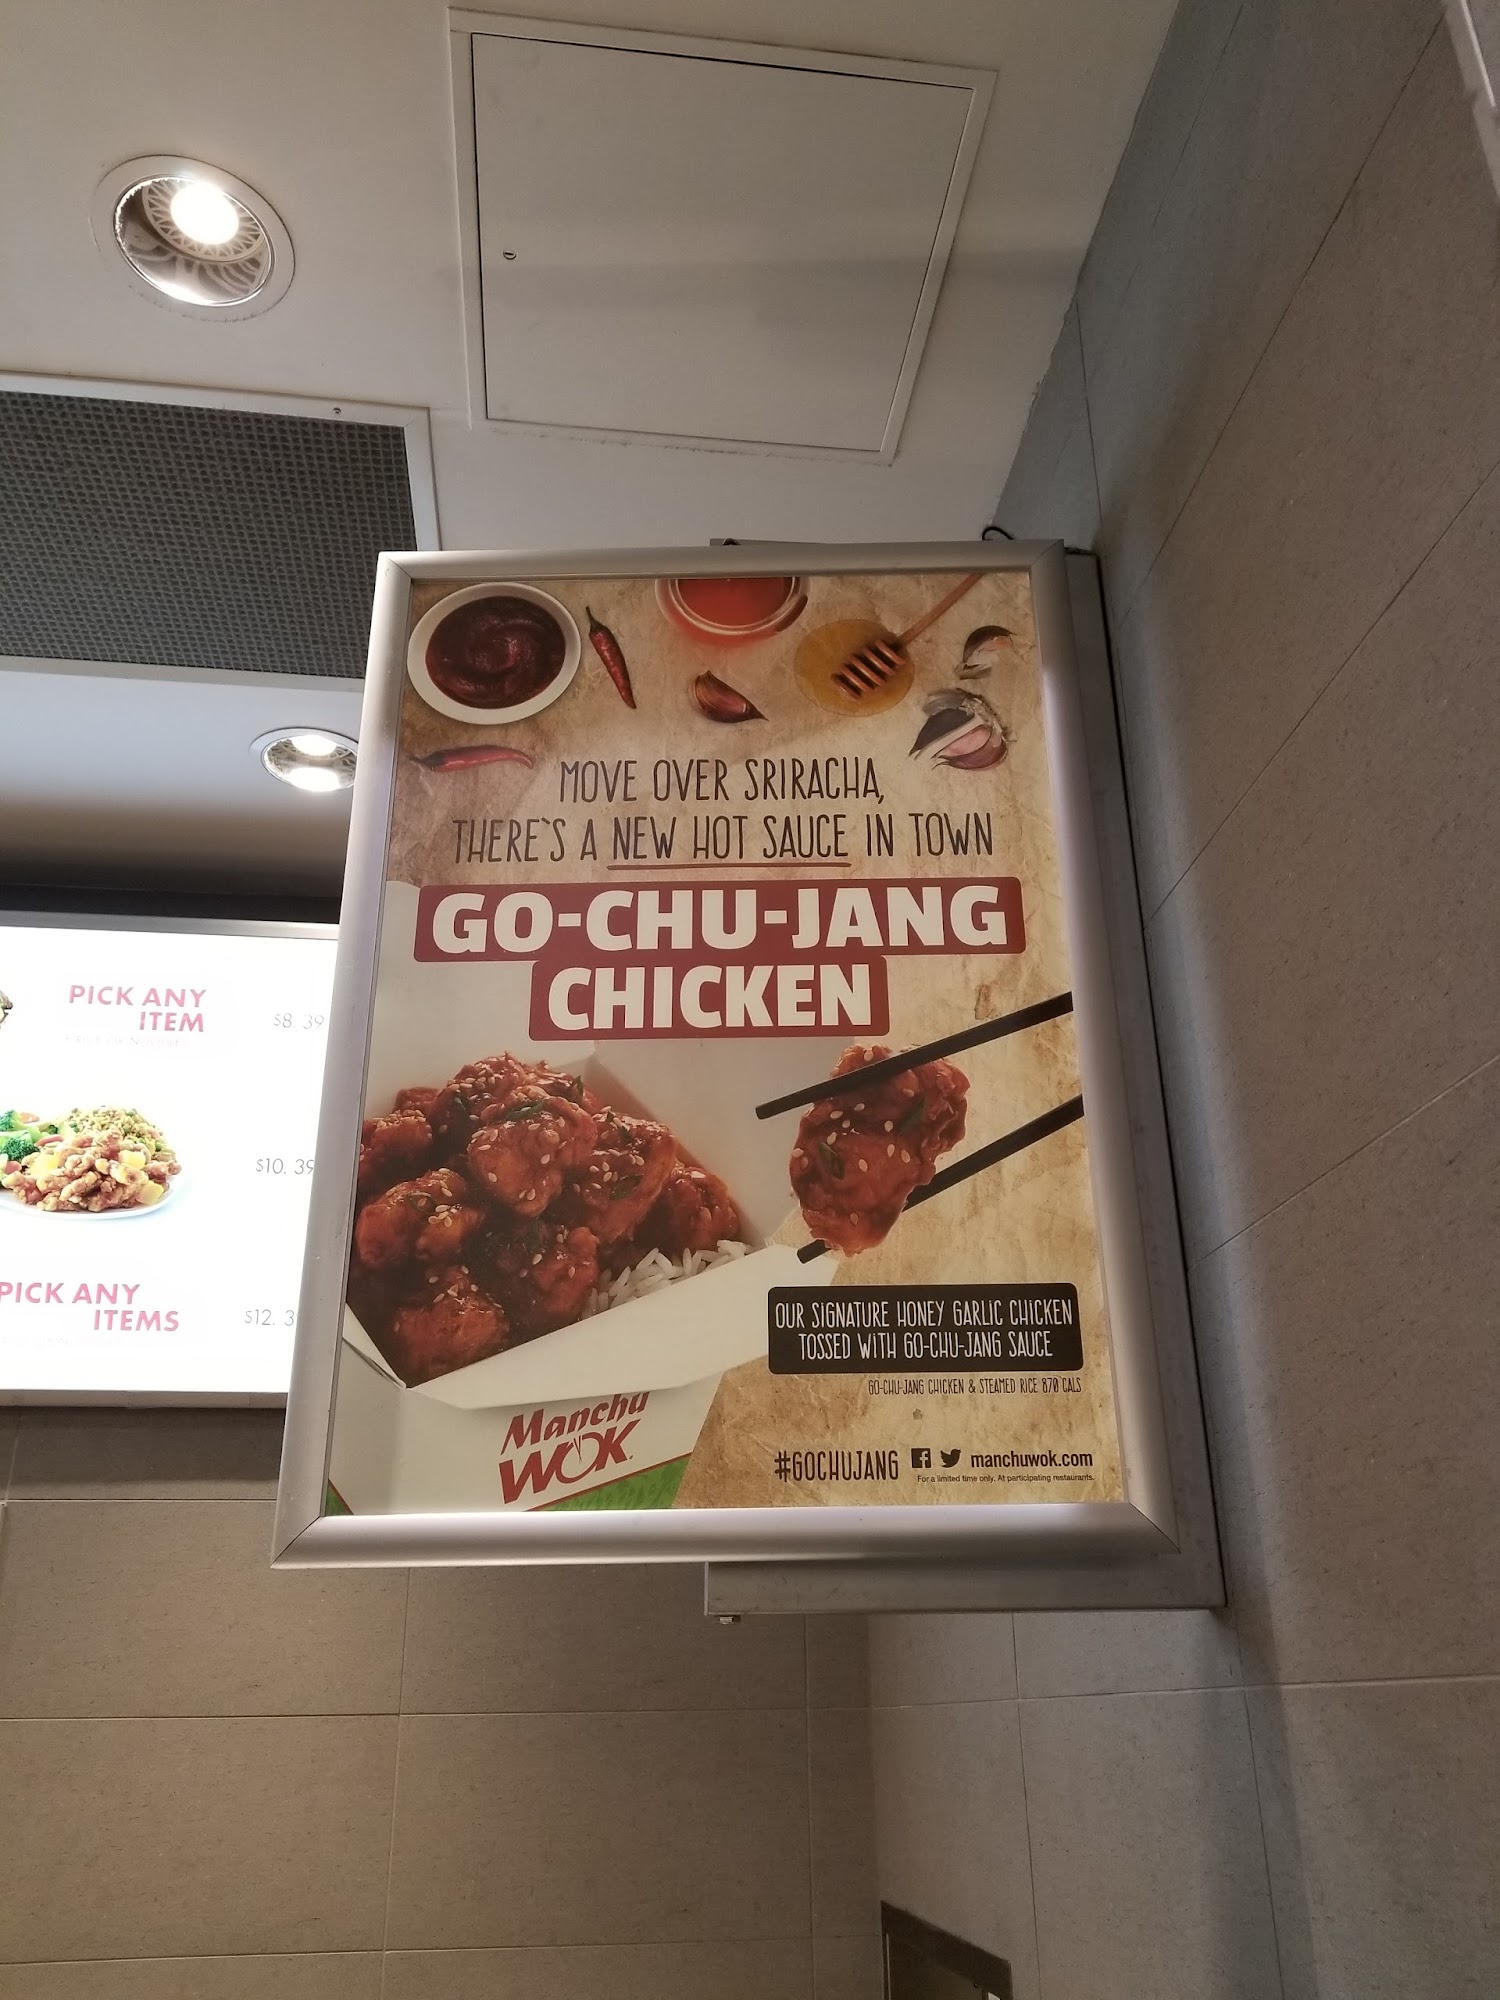 MOVE OVER SRIRACHA,
THERE'S A NEW HOT SAUCE IN TOWN
GO-CHU-JANG
CHICKEN
OUR SIGNATURE HONEY GARLIC CHICKEN
TOSSED WITH GO-CHU-JANG SAUCE
GO-CHU-JANG CHICKEN & STEAMED RICE 870 CALS
Manchu
WOK
#GOCHUJANG manchuwok.com
For a limited time only. At participating restaurants.
PICK ANY
ITEM
$8.39
$10.39
PICK ANY
ITEMS
$12.3